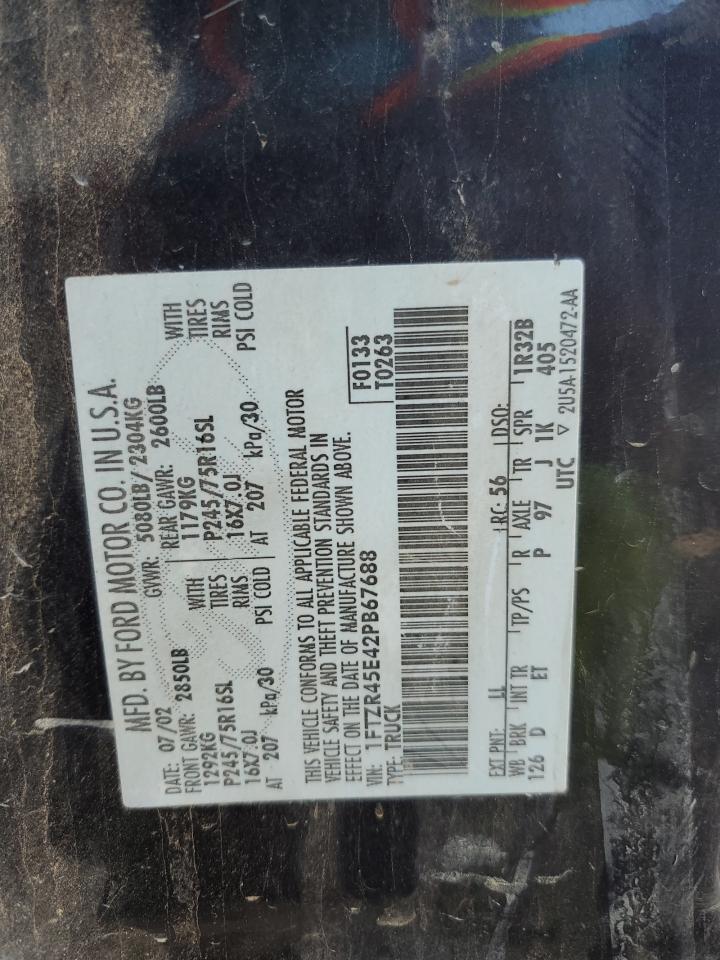 MFD. BY FORD MOTOR CO. IN U.S.A.
DATE: 07/02 GVWR: 5080LB/ 2304KG
FRONT GAWR: 2850LB REAR GAWR: 2600LB
1292KG WITH 1179KG WITH
P245/75R16SL TIRES P245/75R16SL TIRES
16X7.0J RIMS 16X7.0J RIMS
AT 207 kPa/30 PSI COLD AT 207 kPa/30 PSI COLD
THIS VEHICLE CONFORMS TO ALL APPLICABLE FEDERAL MOTOR
VEHICLE SAFETY AND THEFT PREVENTION STANDARDS IN
EFFECT ON THE DATE OF MANUFACTURE SHOWN ABOVE.
VIN: 1FTZR45E42PB67688 F0133
TYPE: TRUCK T0263
EXT PNT: LL RC: 56 DSO:
WB BRK INT TR TP/PS R AXLE TR SPR 1R32B
126 D ET P 97 J 1K 405
UTC ▽ 2U5A-1520472-AA